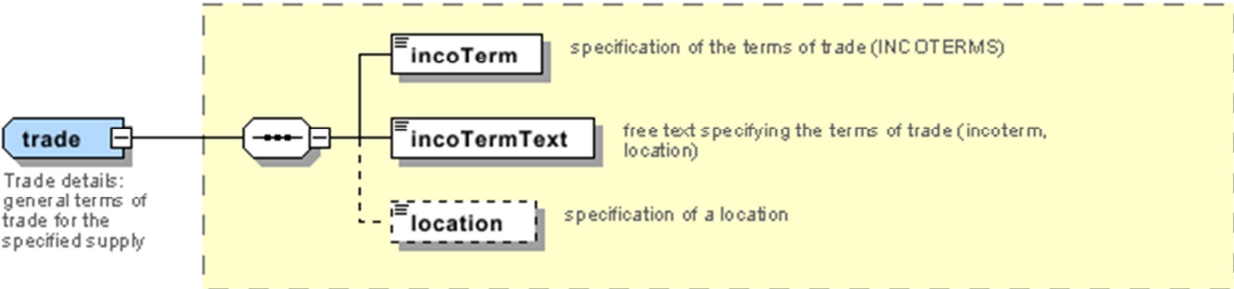 incoTerm
specification of the terms of trade (INCOTERMS)
trade
Trade details:
general terms of
trade for the
specified supply
incoTermText
free text specifying the terms of trade (incoterm,
location)
location
specification of a location